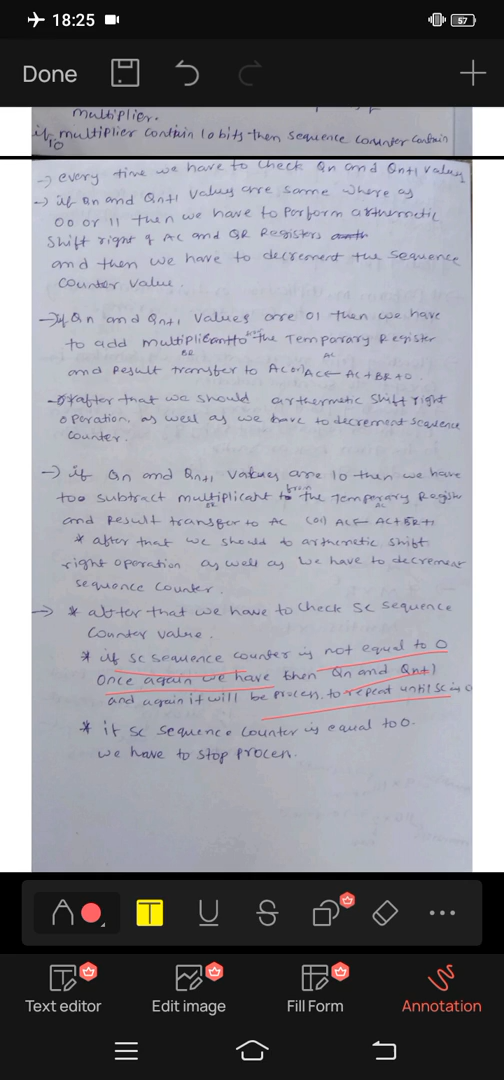 18:25
57
Done
multiplier.
if multiplier contain 10 bits then sequence counter contain
10
-> every time we have to check Qn and Qn+1 values
-> if Qn and Qn+1 values are same where as
00 or 11 then we have to perform arthemetic
shift right of AC and QR Registers
and then we have to decrement the sequence
counter value.
-> if Qn and Qn+1 values are 01 then we have
to add multiplicant to the Temporary Register
BR AC
and result transfer to AC (or) AC ← AC + BR + 0.
after that we should arthermetic shift right
operation, as well as we have to decrement sequence
counter.
-> if Qn and Qn+1 values are 10 then we have
too subtract multiplicant from the Temperary Register
BR AC
and result transfer to AC (or) AC ← AC + BR + 1
* after that we should to arthenetic shift
right operation as well as we have to decrement
sequence counter.
-> * after that we have to check SC sequence
counter value.
* if SC sequence counter is not equal to 0
once again we have then Qn and Qn+1
and again it will be process to repeat until SC is 0
* if SC sequence counter is equal to 0.
we have to stop process.
T
U
S
Text editor
Edit image
Fill Form
Annotation